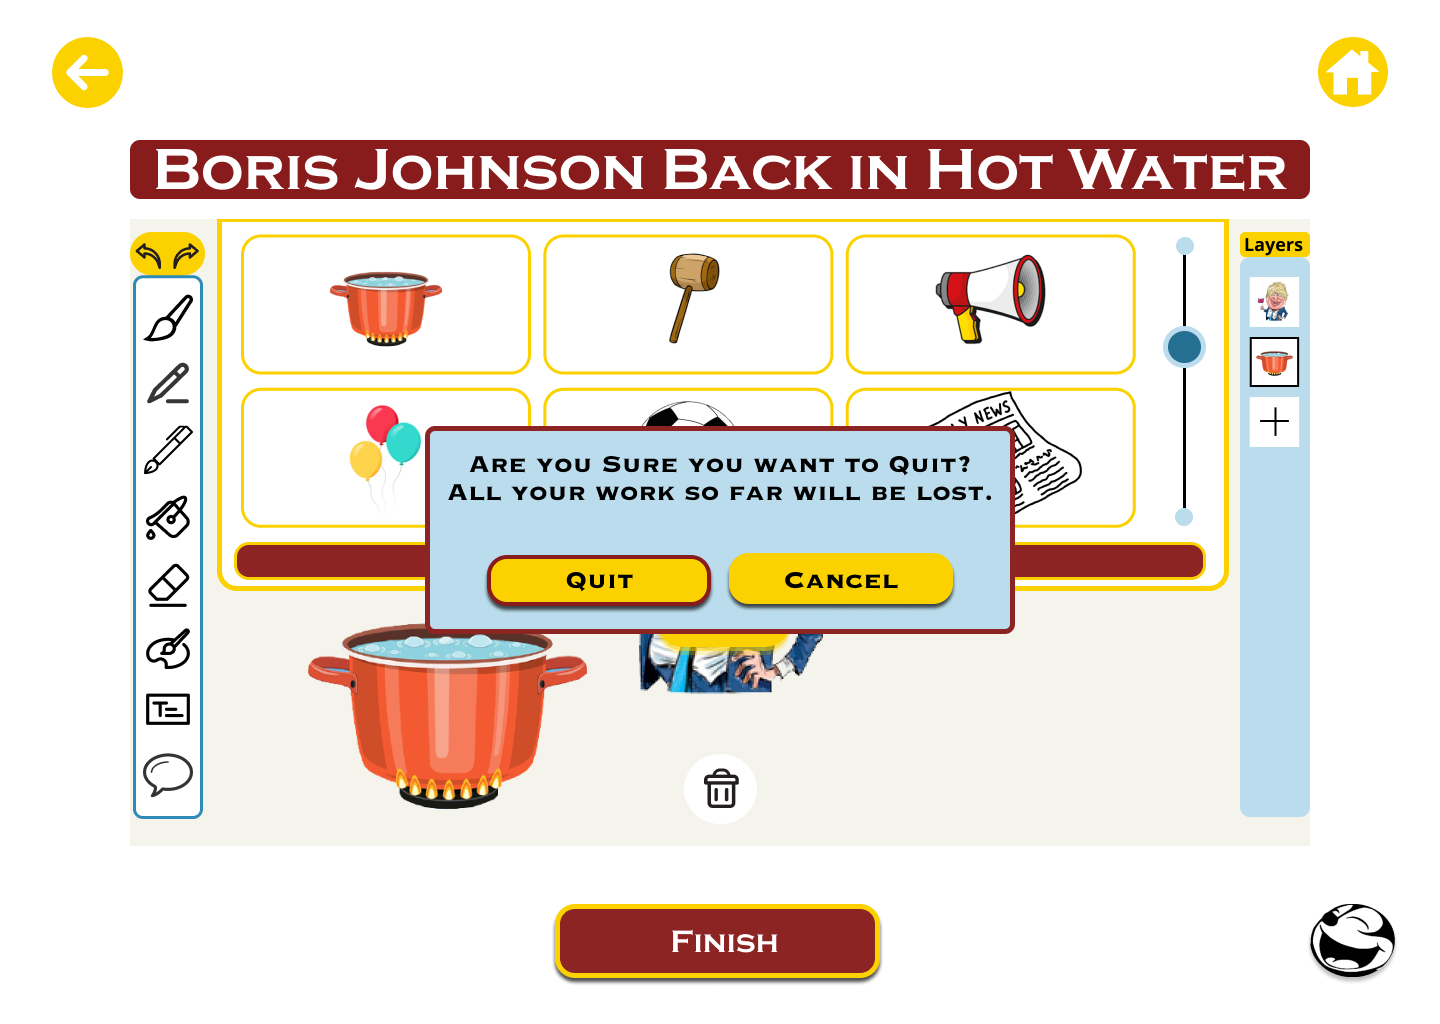 Boris Johnson Back in Hot Water
Layers
LY NEWS
Are you Sure you want to Quit?
All your work so far will be lost.
Quit
Cancel
T
Finish